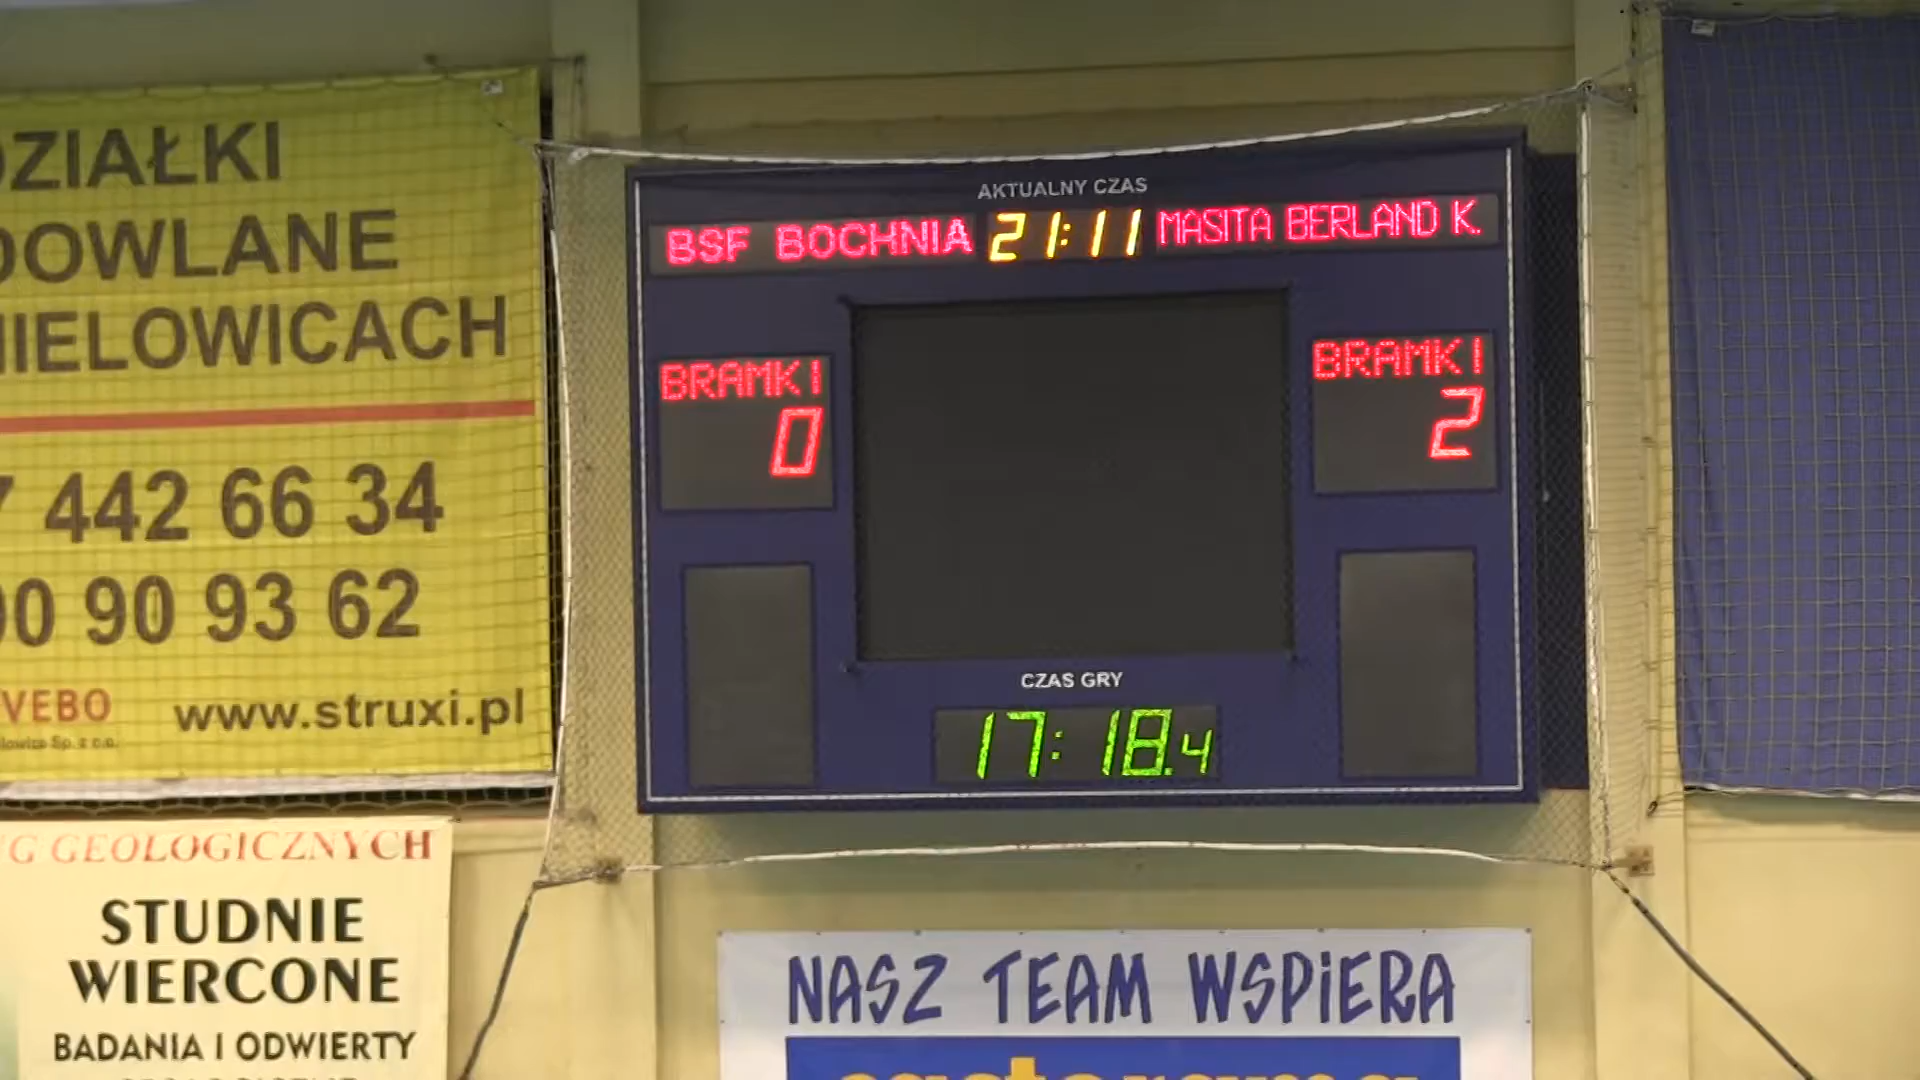 DZIAŁKI
DOWLANE
MIELOWICACH
7 442 66 34
90 90 93 62
VEBO
www.struxi.pl
Sp. z o.o.
G GEOLOGICZNYCH
STUDNIE
WIERCONE
BADANIA I ODWIERTY
AKTUALNY CZAS
BSF BOCHNIA 21:11 MASITA BERLAND K.
BRAMKI
0
BRAMKI
2
CZAS GRY
17:18.4
NASZ TEAM WSPiERA